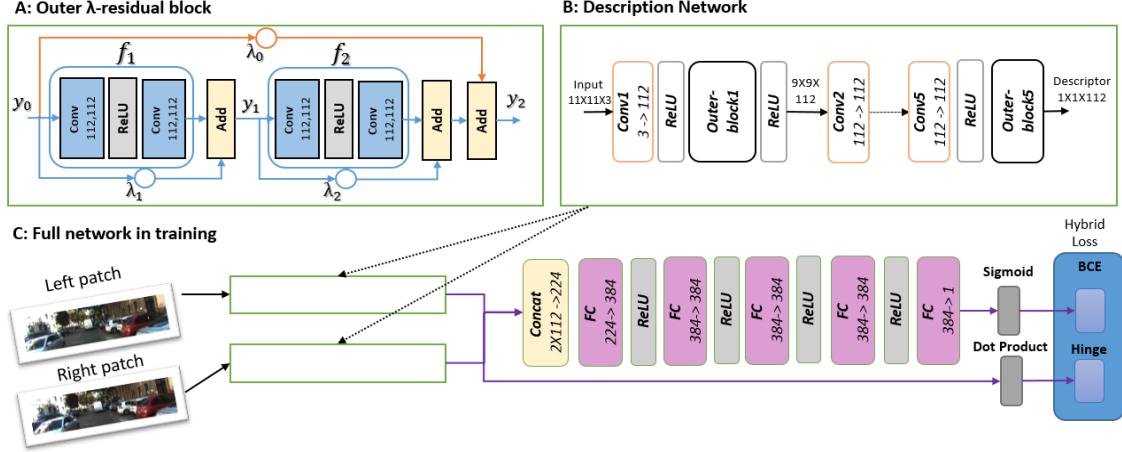 A: Outer λ-residual block
λ₀
f₁
f₂
y₀
Conv
112,112
ReLU
Conv
112,112
Add
y₁
Conv
112,112
ReLU
Conv
112,112
Add
Add
y₂
λ₁
λ₂
B: Description Network
Input
11X11X3
Conv1
3 -> 112
ReLU
Outer-
block1
ReLU
9X9X
112
Conv2
112 -> 112
Conv5
112 -> 112
ReLU
Outer-
block5
Descriptor
1X1X112
C: Full network in training
Left patch
Right patch
Concat
2X112 ->224
FC
224-> 384
ReLU
FC
384-> 384
ReLU
FC
384-> 384
ReLU
FC
384-> 384
ReLU
FC
384-> 1
Sigmoid
Dot Product
Hybrid
Loss
BCE
Hinge